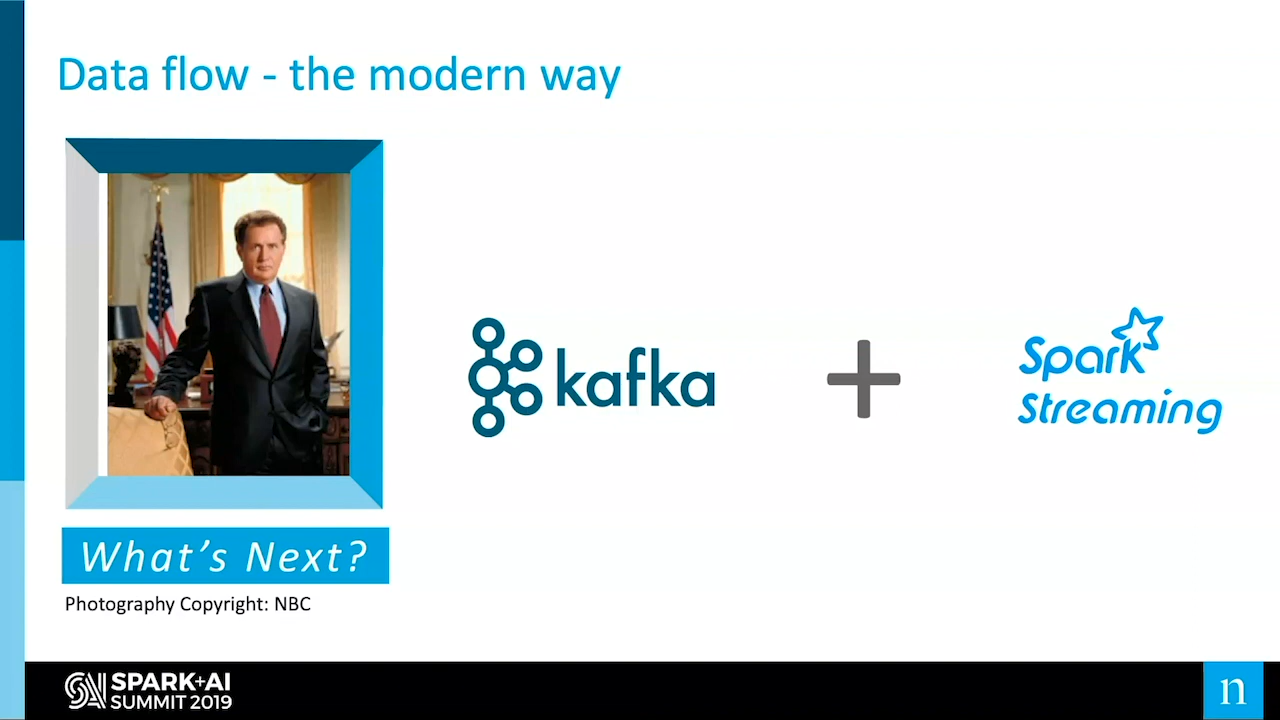 Data flow - the modern way
kafka
Spark
Streaming
What's Next?
Photography Copyright: NBC
SPARK+AI
SUMMIT 2019
n